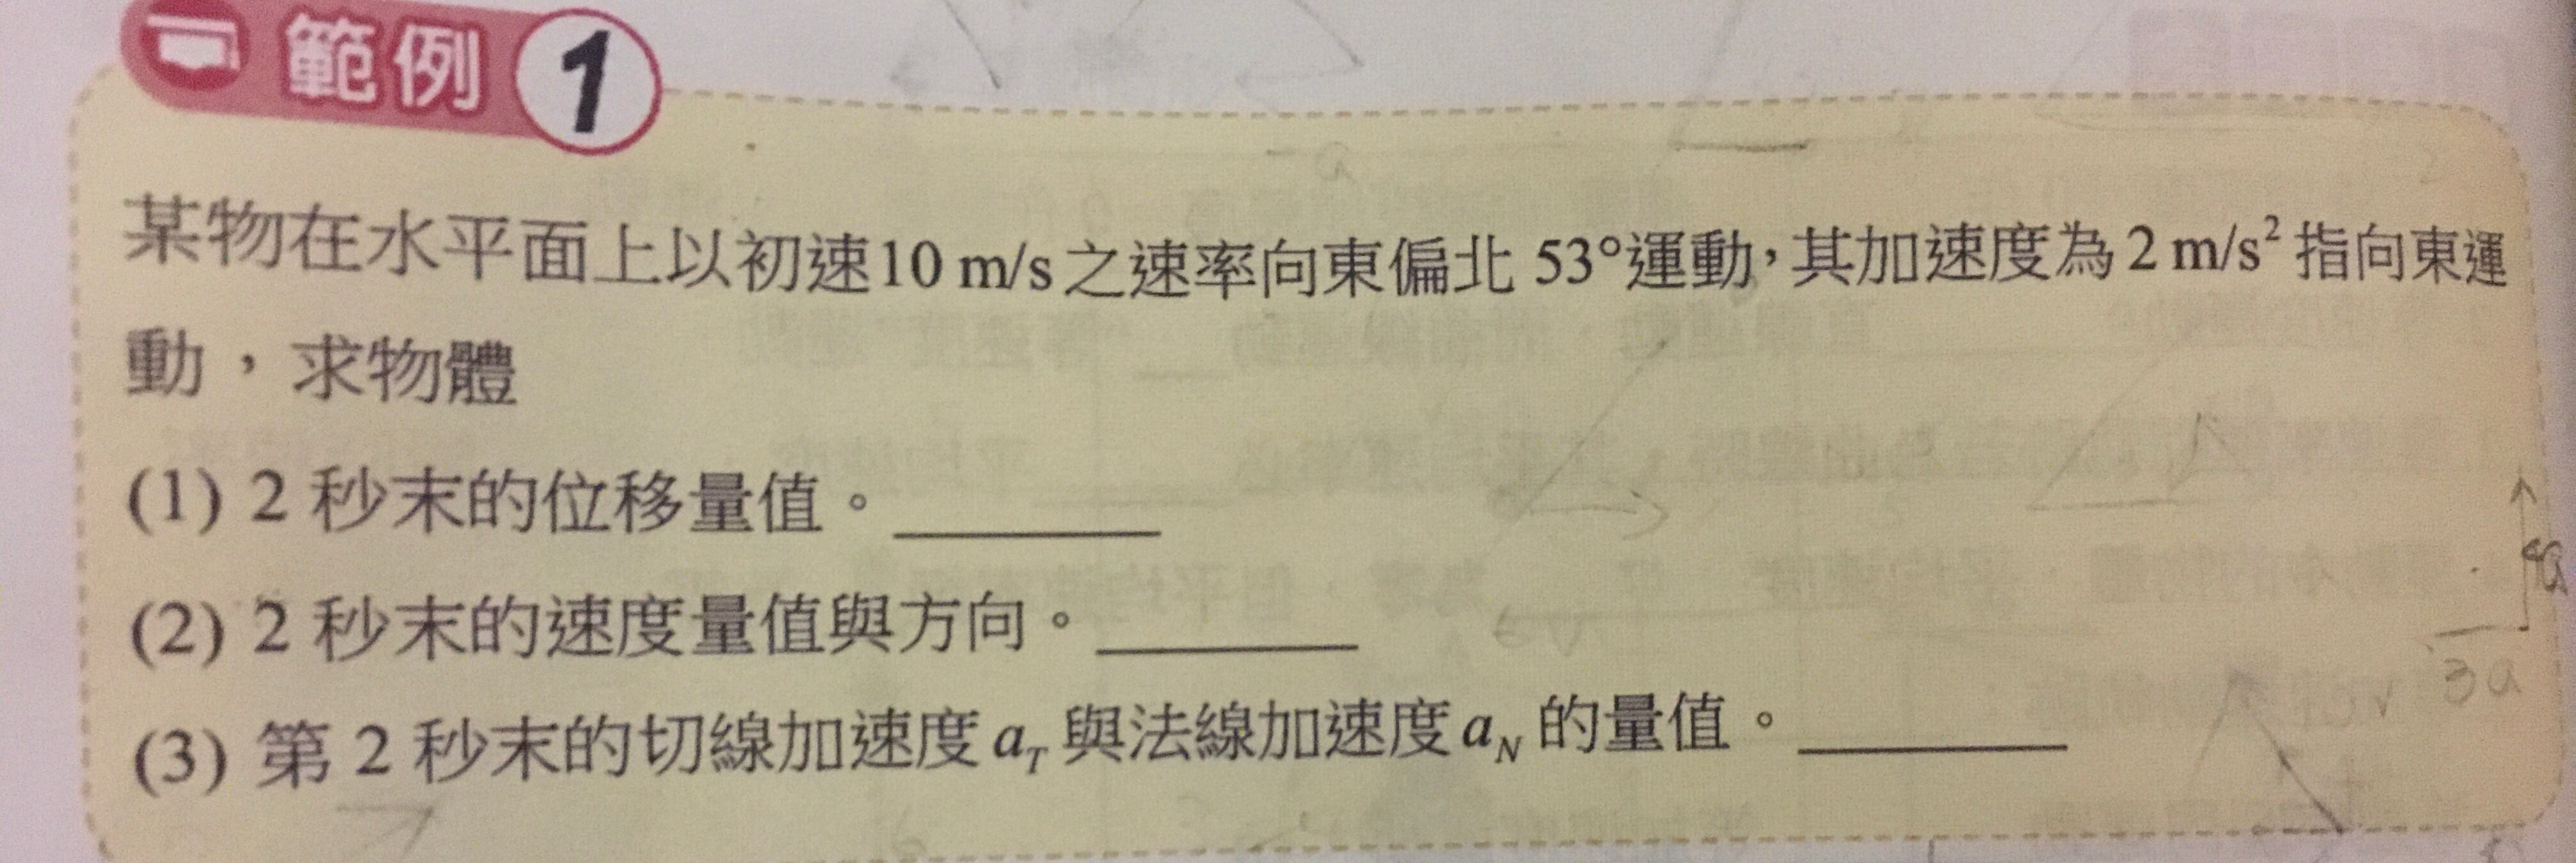 範例 1
某物在水平面上以初速10 m/s之速率向東偏北 53°運動，其加速度為 2 m/s² 指向東運
動，求物體
(1) 2 秒末的位移量值。
(2) 2 秒末的速度量值與方向。
4a
3a
(3) 第 2 秒末的切線加速度 a_T 與法線加速度 a_N 的量值。